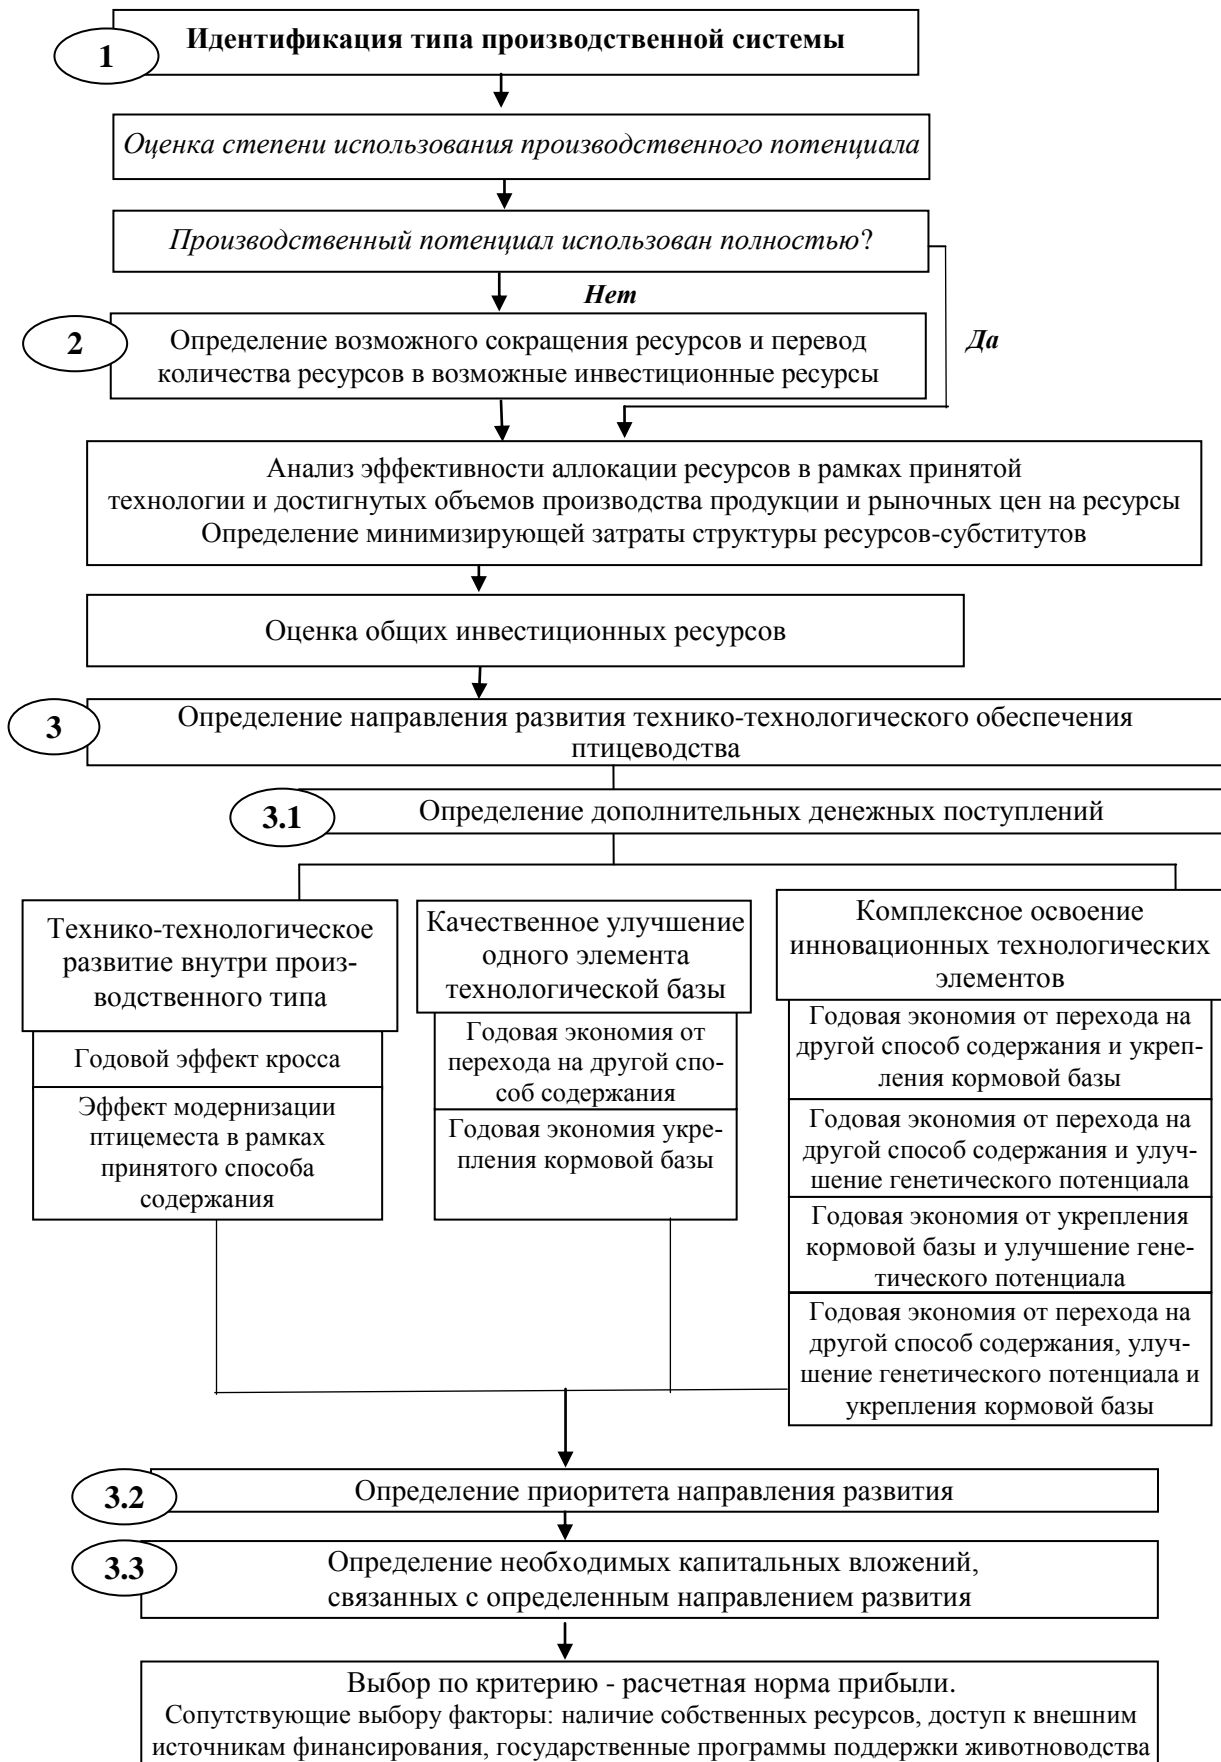 1
Идентификация типа производственной системы
Оценка степени использования производственного потенциала
Производственный потенциал использован полностью?
Нет
Да
2
Определение возможного сокращения ресурсов и перевод
количества ресурсов в возможные инвестиционные ресурсы
Анализ эффективности аллокации ресурсов в рамках принятой
технологии и достигнутых объемов производства продукции и рыночных цен на ресурсы
Определение минимизирующей затраты структуры ресурсов-субститутов
Оценка общих инвестиционных ресурсов
3
Определение направления развития технико-технологического обеспечения
птицеводства
3.1
Определение дополнительных денежных поступлений
Технико-технологическое
развитие внутри произ-
водственного типа
Годовой эффект кросса
Эффект модернизации
птицеместа в рамках
принятого способа
содержания
Качественное улучшение
одного элемента
технологической базы
Годовая экономия от
перехода на другой спо-
соб содержания
Годовая экономия укре-
пления кормовой базы
Комплексное освоение
инновационных технологических
элементов
Годовая экономия от перехода на
другой способ содержания и укреп-
ления кормовой базы
Годовая экономия от перехода на
другой способ содержания и улуч-
шение генетического потенциала
Годовая экономия от укрепления
кормовой базы и улучшение гене-
тического потенциала
Годовая экономия от перехода на
другой способ содержания, улуч-
шение генетического потенциала и
укрепления кормовой базы
3.2
Определение приоритета направления развития
3.3
Определение необходимых капитальных вложений,
связанных с определенным направлением развития
Выбор по критерию - расчетная норма прибыли.
Сопутствующие выбору факторы: наличие собственных ресурсов, доступ к внешним
источникам финансирования, государственные программы поддержки животноводства